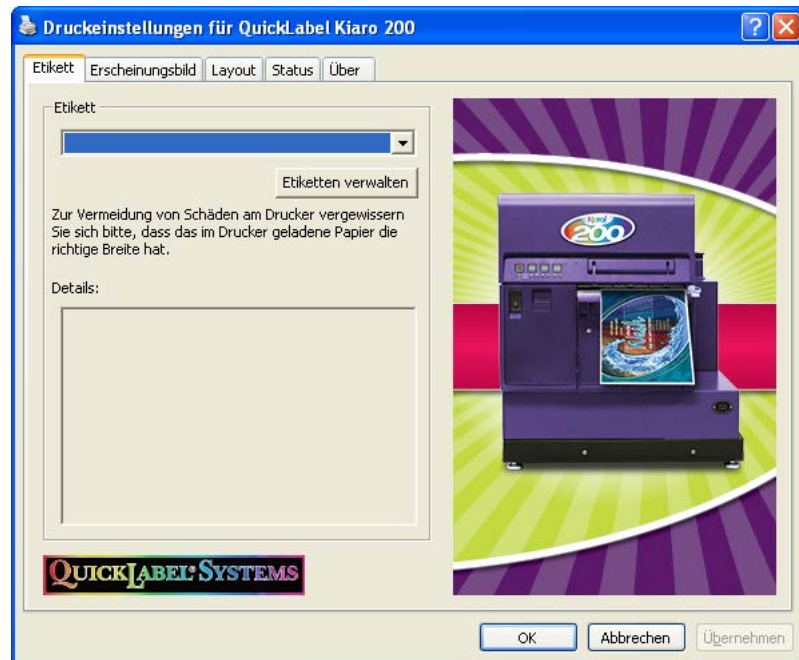 Druckeinstellungen für QuickLabel Kiaro 200
Etikett Erscheinungsbild Layout Status Über
Etikett
Etiketten verwalten
Zur Vermeidung von Schäden am Drucker vergewissern
Sie sich bitte, dass das im Drucker geladene Papier die
richtige Breite hat.
Details:
Kiaro!
200
QUICKLABEL® SYSTEMS
OK Abbrechen Übernehmen